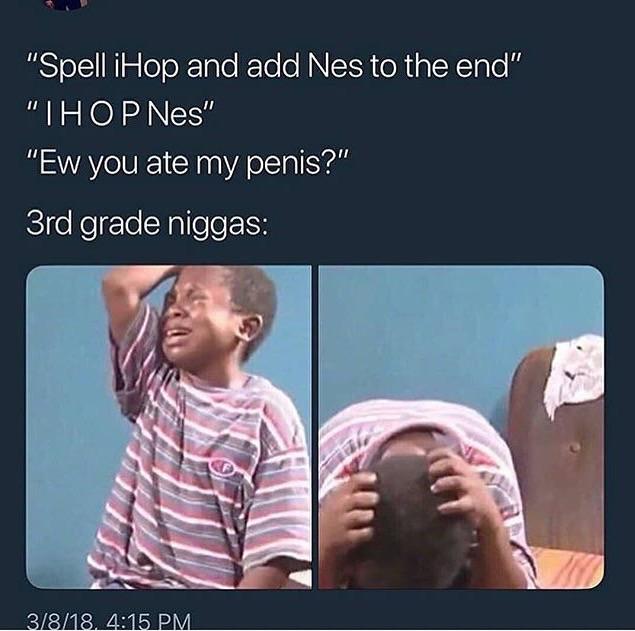 "Spell iHop and add Nes to the end"
"I H O P Nes"
"Ew you ate my penis?"
3rd grade niggas:
F
3/8/18, 4:15 PM